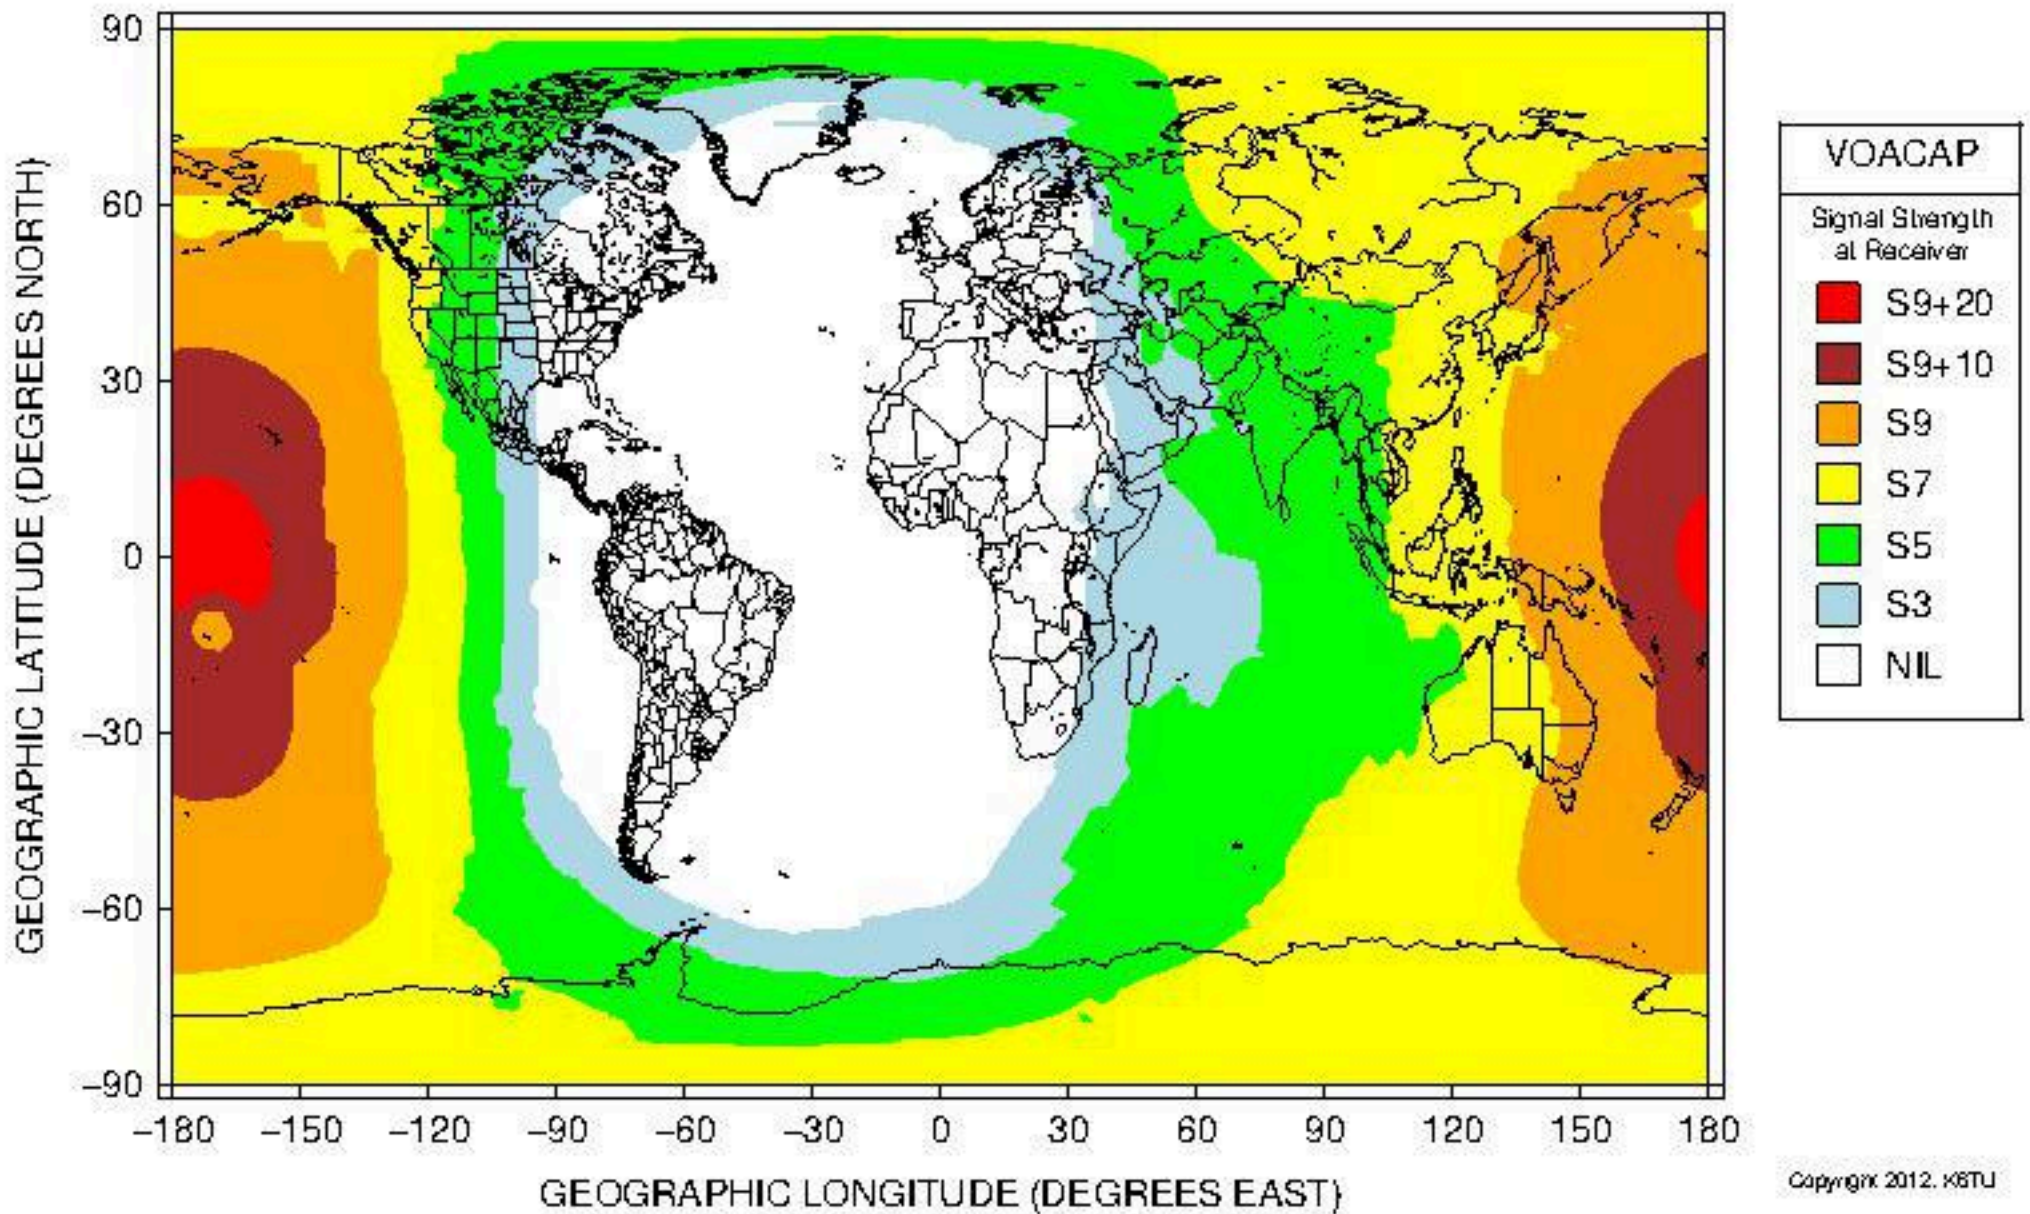 90
60
30
0
−30
−60
−90
GEOGRAPHIC LATITUDE (DEGREES NORTH)
−180 −150 −120 −90 −60 −30 0 30 60 90 120 150 180
GEOGRAPHIC LONGITUDE (DEGREES EAST)
VOACAP
Signal Strength
at Receiver
S9+20
S9+10
S9
S7
S5
S3
NIL
Copyright 2012, K6TU